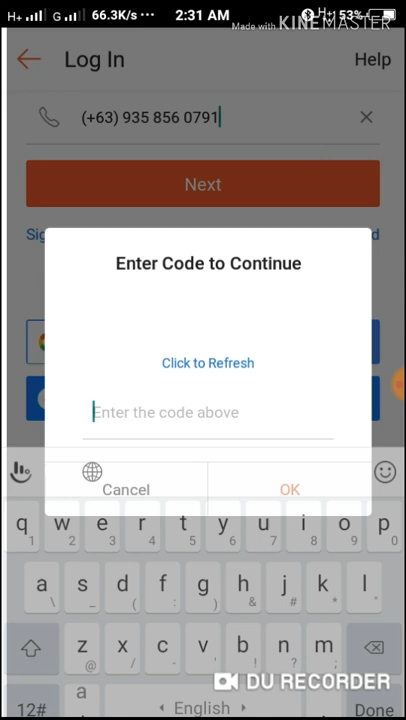 H+ G 66.3K/s ... 2:31 AM H+ 53%
Made with KINEMASTER
Log In Help
(+63) 935 856 0791
Next
Sig d
Enter Code to Continue
Click to Refresh
Enter the code above
Cancel OK
q w e r t y u i o p
1 2 3 4 5 6 7 8 9 0
a s d f g h j k l
\ _ ( : ) & # * "
z x c v b n m
@ / - ' ! ; ?
DU RECORDER
12# a English Done